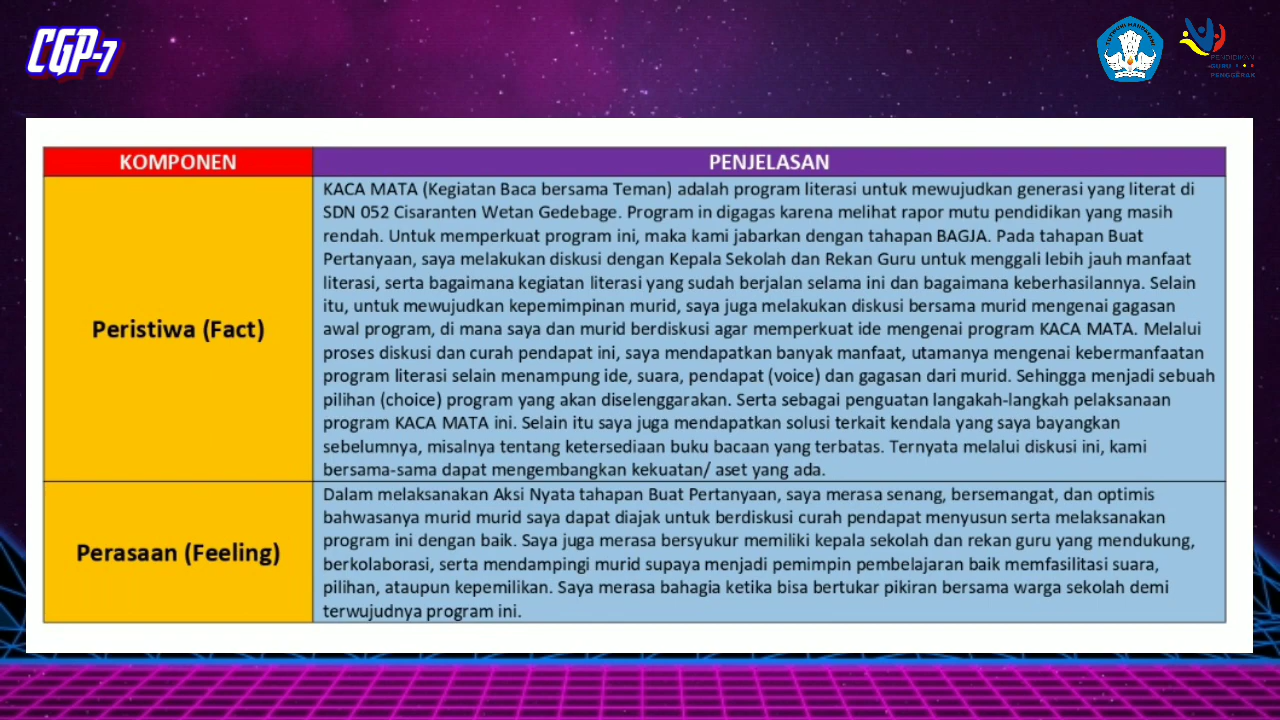 CGP-7
TUT WURI HANDAYANI
PENDIDIKAN
GURU
PENGGERAK
KOMPONEN
PENJELASAN
Peristiwa (Fact)
KACA MATA (Kegiatan Baca bersama Teman) adalah program literasi untuk mewujudkan generasi yang literat di
SDN 052 Cisaranten Wetan Gedebage. Program in digagas karena melihat rapor mutu pendidikan yang masih
rendah. Untuk memperkuat program ini, maka kami jabarkan dengan tahapan BAGJA. Pada tahapan Buat
Pertanyaan, saya melakukan diskusi dengan Kepala Sekolah dan Rekan Guru untuk menggali lebih jauh manfaat
literasi, serta bagaimana kegiatan literasi yang sudah berjalan selama ini dan bagaimana keberhasilannya. Selain
itu, untuk mewujudkan kepemimpinan murid, saya juga melakukan diskusi bersama murid mengenai gagasan
awal program, di mana saya dan murid berdiskusi agar memperkuat ide mengenai program KACA MATA. Melalui
proses diskusi dan curah pendapat ini, saya mendapatkan banyak manfaat, utamanya mengenai kebermanfaatan
program literasi selain menampung ide, suara, pendapat (voice) dan gagasan dari murid. Sehingga menjadi sebuah
pilihan (choice) program yang akan diselenggarakan. Serta sebagai penguatan langakah-langkah pelaksanaan
program KACA MATA ini. Selain itu saya juga mendapatkan solusi terkait kendala yang saya bayangkan
sebelumnya, misalnya tentang ketersediaan buku bacaan yang terbatas. Ternyata melalui diskusi ini, kami
bersama-sama dapat mengembangkan kekuatan/ aset yang ada.
Perasaan (Feeling)
Dalam melaksanakan Aksi Nyata tahapan Buat Pertanyaan, saya merasa senang, bersemangat, dan optimis
bahwasanya murid murid saya dapat diajak untuk berdiskusi curah pendapat menyusun serta melaksanakan
program ini dengan baik. Saya juga merasa bersyukur memiliki kepala sekolah dan rekan guru yang mendukung,
berkolaborasi, serta mendampingi murid supaya menjadi pemimpin pembelajaran baik memfasilitasi suara,
pilihan, ataupun kepemilikan. Saya merasa bahagia ketika bisa bertukar pikiran bersama warga sekolah demi
terwujudnya program ini.